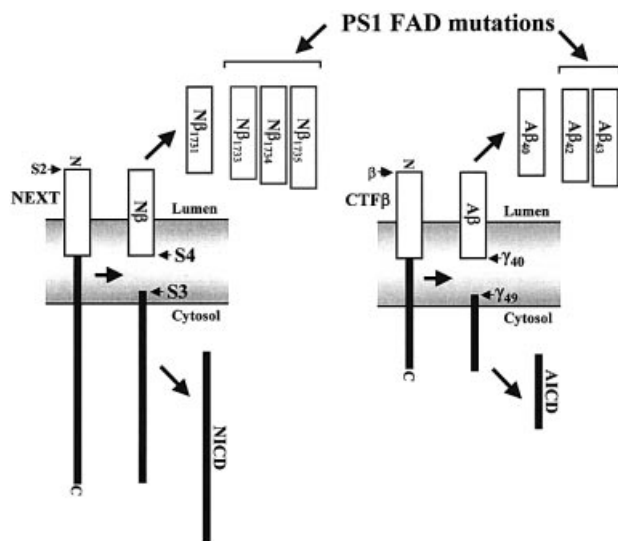 PS1 FAD mutations
Nβ1731
Nβ1733
Nβ1734
Nβ1735
S2
N
NEXT
Nβ
Lumen
S4
S3
Cytosol
C
NICD
Aβ40
Aβ42
Aβ43
β
N
CTFβ
Aβ
Lumen
γ40
γ49
Cytosol
C
AICD